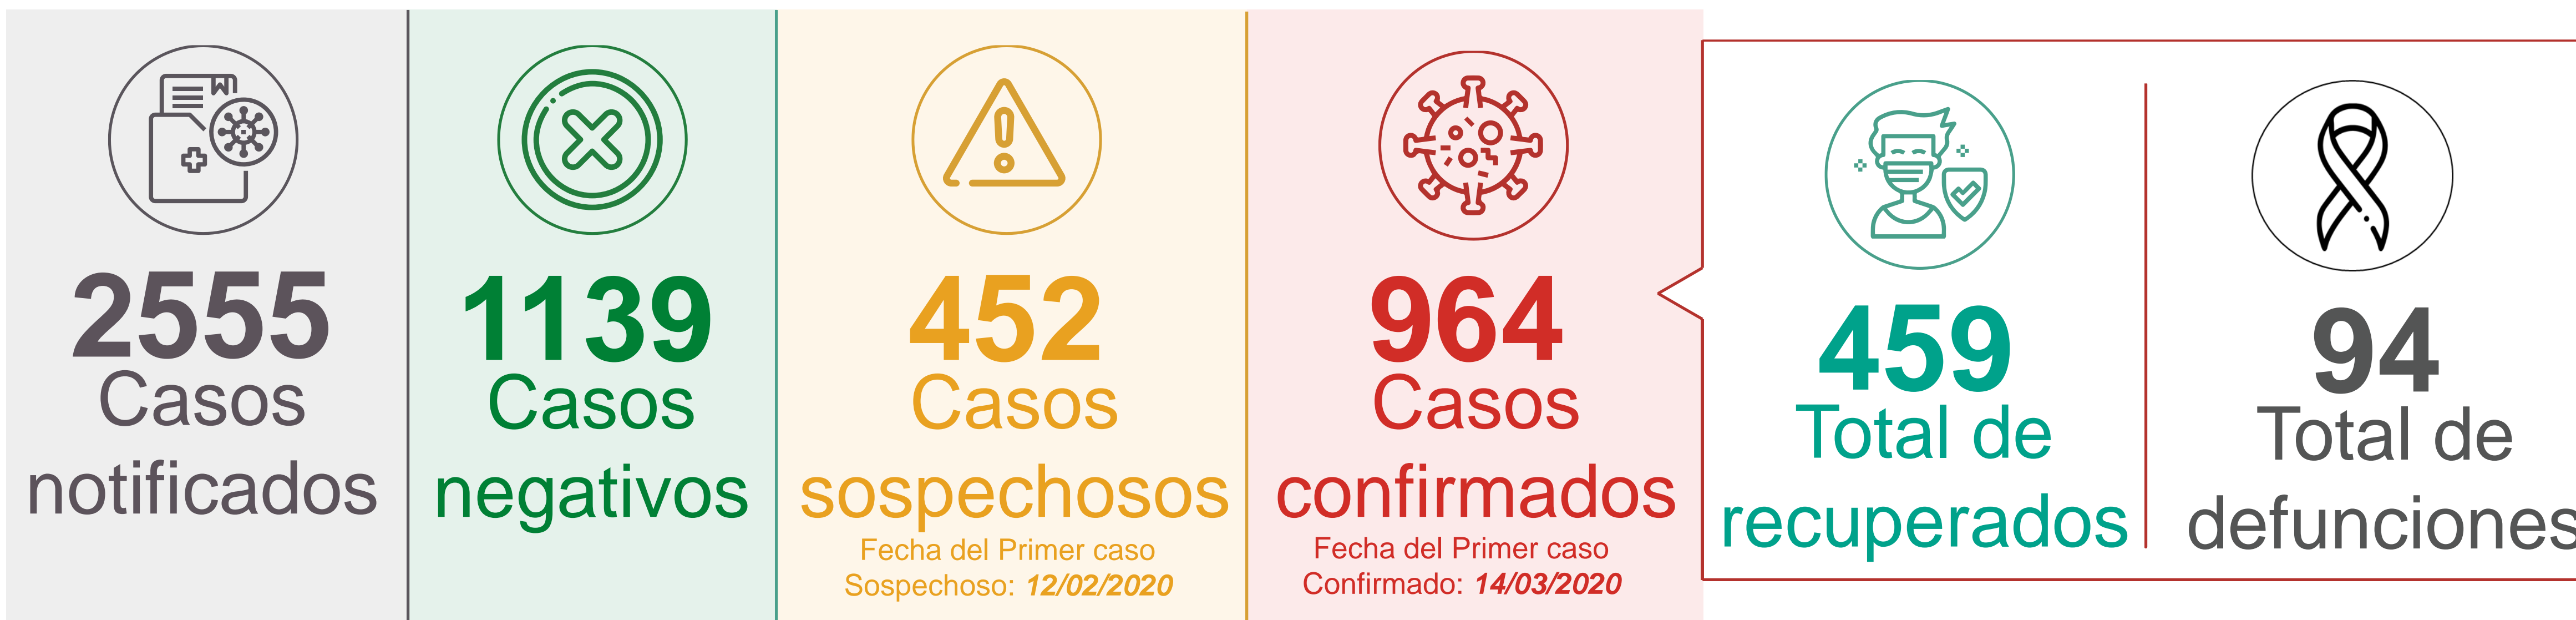 2555
Casos
notificados
1139
Casos
negativos
452
Casos
sospechosos
Fecha del Primer caso
Sospechoso: 12/02/2020
964
Casos
confirmados
Fecha del Primer caso
Confirmado: 14/03/2020
459
Total de
recuperados
94
Total de
defunciones